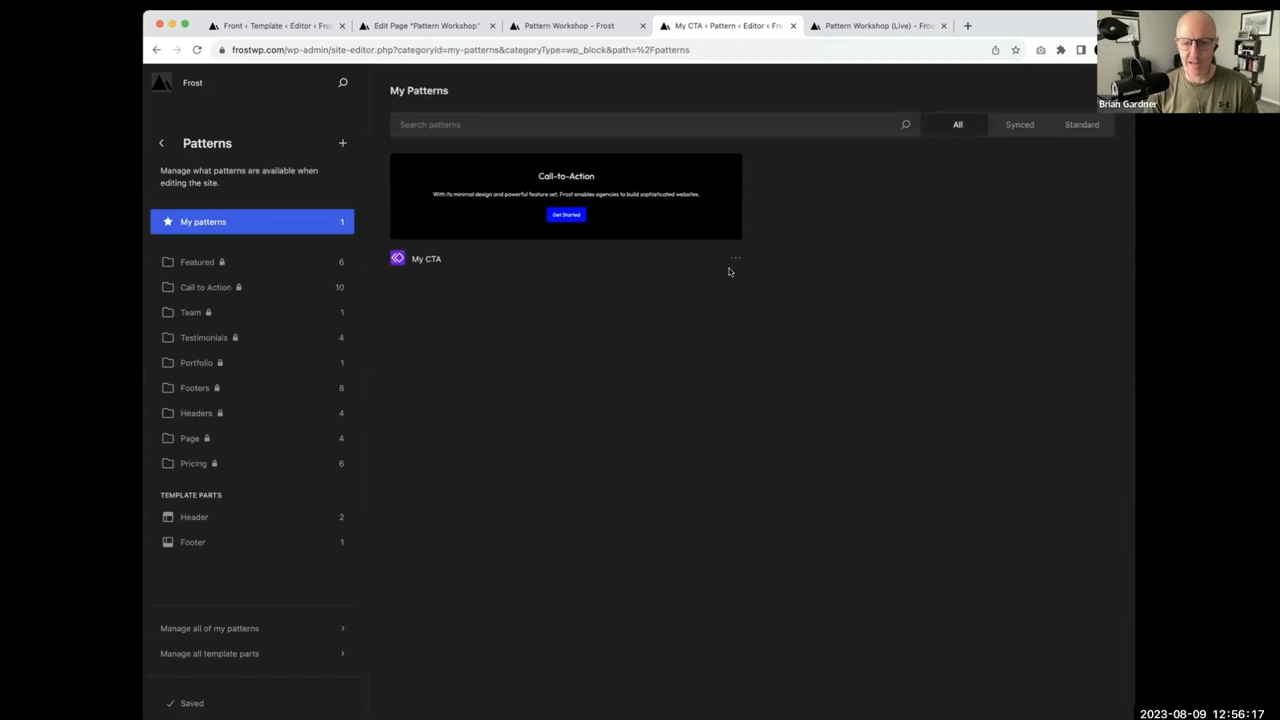 Front ‹ Template ‹ Editor ‹ Fro
Edit Page "Pattern Workshop"
Pattern Workshop - Frost
My CTA ‹ Pattern ‹ Editor ‹ Fro
Pattern Workshop (Live) - Fros
frostwp.com/wp-admin/site-editor.php?categoryId=my-patterns&categoryType=wp_block&path=%2Fpatterns
Brian Gardner
Frost
Patterns
Manage what patterns are available when
editing the site.
My patterns 1
Featured 6
Call to Action 10
Team 1
Testimonials 4
Portfolio 1
Footers 8
Headers 4
Page 4
Pricing 6
TEMPLATE PARTS
Header 2
Footer 1
Manage all of my patterns
Manage all template parts
Saved
My Patterns
Search patterns
All
Synced
Standard
Call-to-Action
With its minimal design and powerful feature set, Frost enables agencies to build sophisticated websites.
Get Started
My CTA
2023-08-09 12:56:17